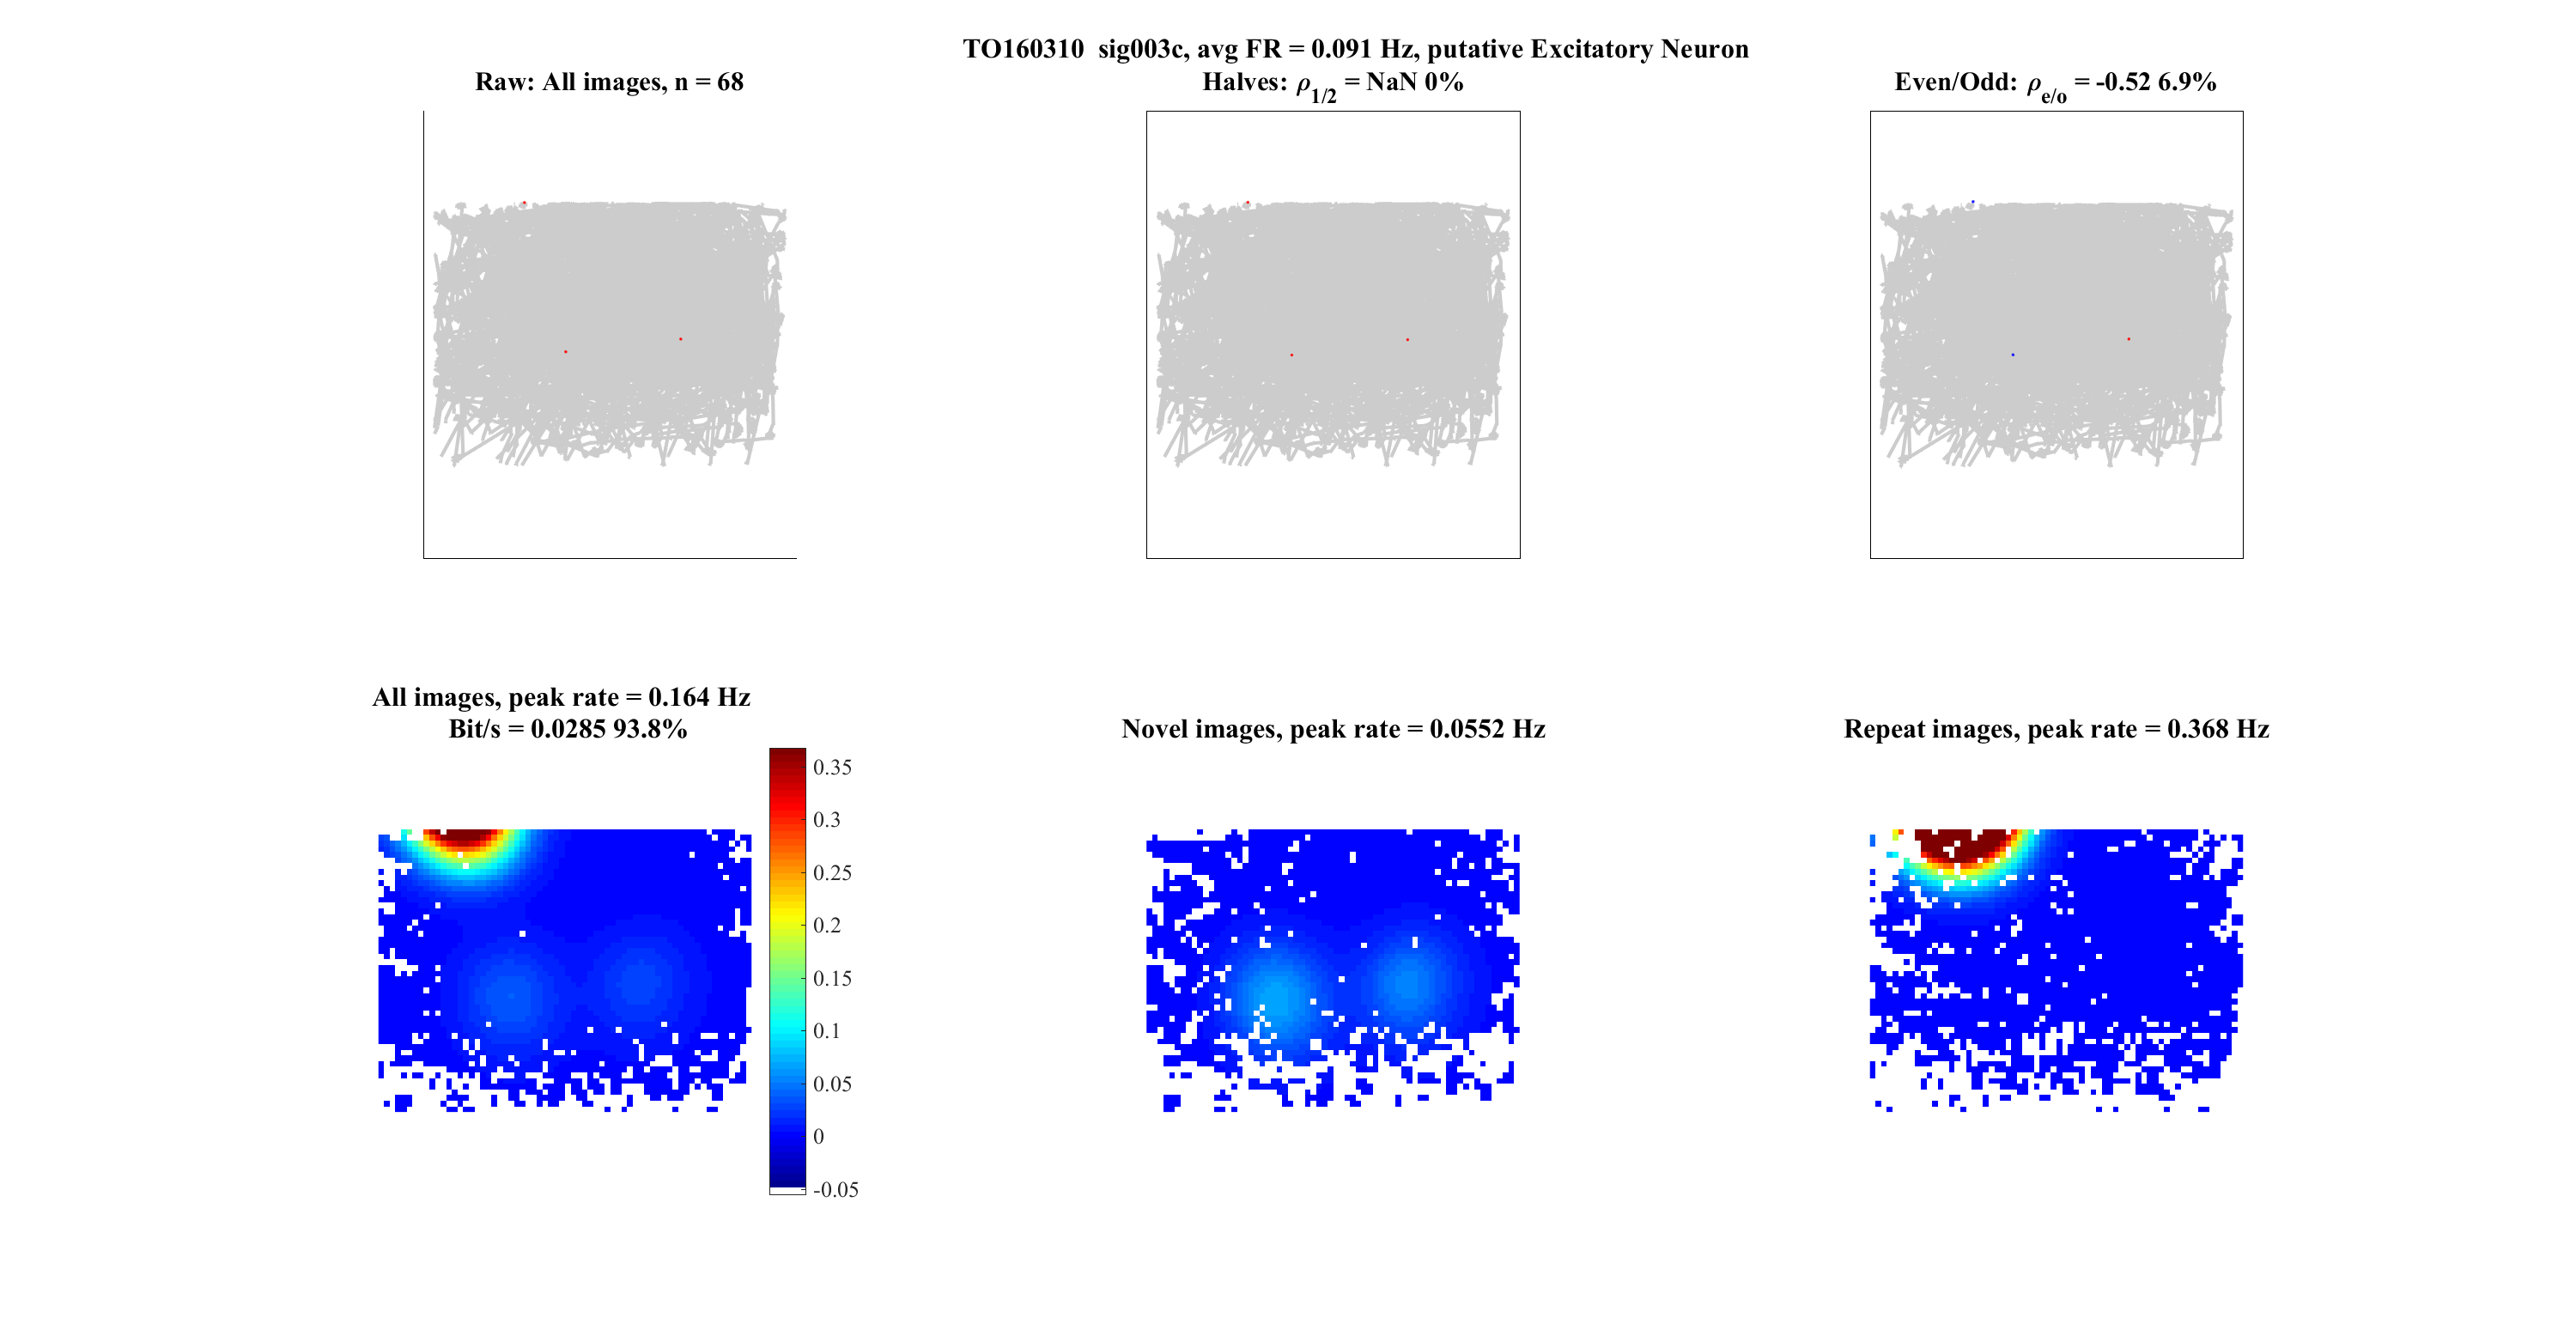 TO160310 sig003c, avg FR = 0.091 Hz, putative Excitatory Neuron
Raw: All images, n = 68
Halves: ρ1/2 = NaN 0%
Even/Odd: ρe/o = -0.52 6.9%
All images, peak rate = 0.164 Hz
Bit/s = 0.0285 93.8%
Novel images, peak rate = 0.0552 Hz
Repeat images, peak rate = 0.368 Hz
0.35
0.3
0.25
0.2
0.15
0.1
0.05
0
-0.05